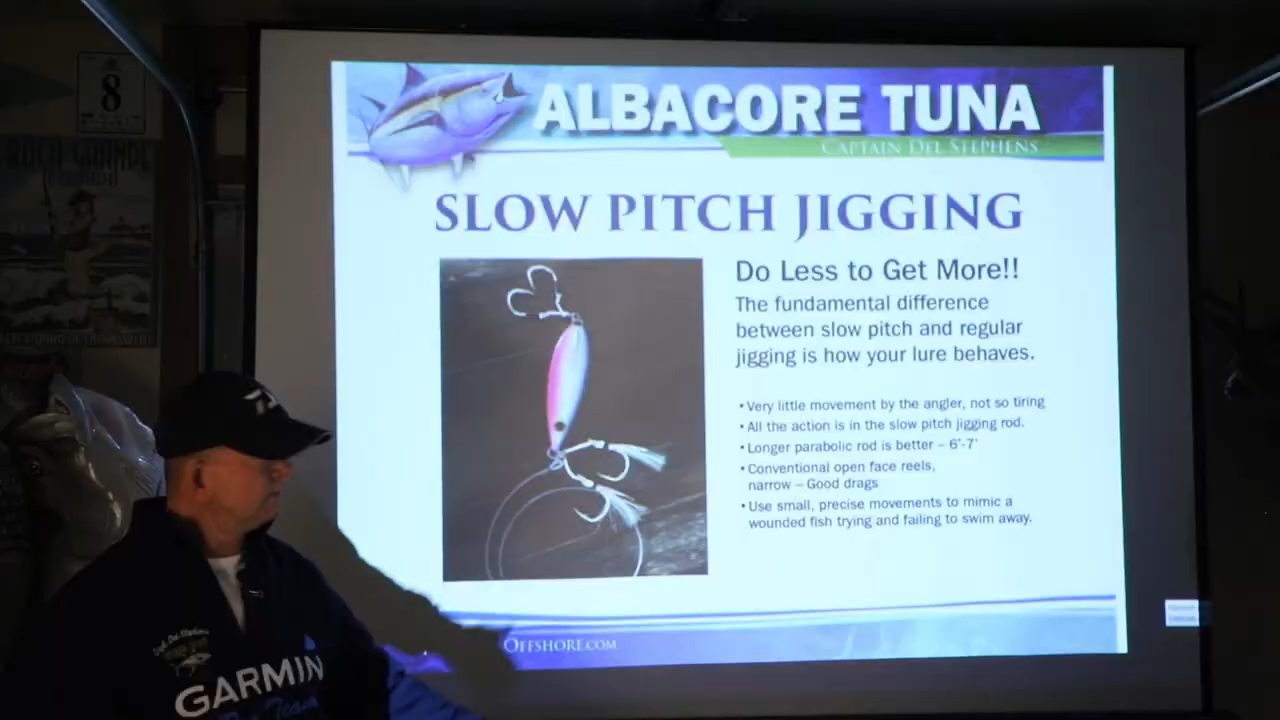 8
ALBACORE TUNA
CAPTAIN DEL STEPHENS
SLOW PITCH JIGGING
Do Less to Get More!!
The fundamental difference
between slow pitch and regular
jigging is how your lure behaves.
• Very little movement by the angler, not so tiring
• All the action is in the slow pitch jigging rod.
• Longer parabolic rod is better – 6'-7'
• Conventional open face reels,
narrow – Good drags
• Use small, precise movements to mimic a
wounded fish trying and failing to swim away.
OFFSHORE.COM
GARMIN
Team